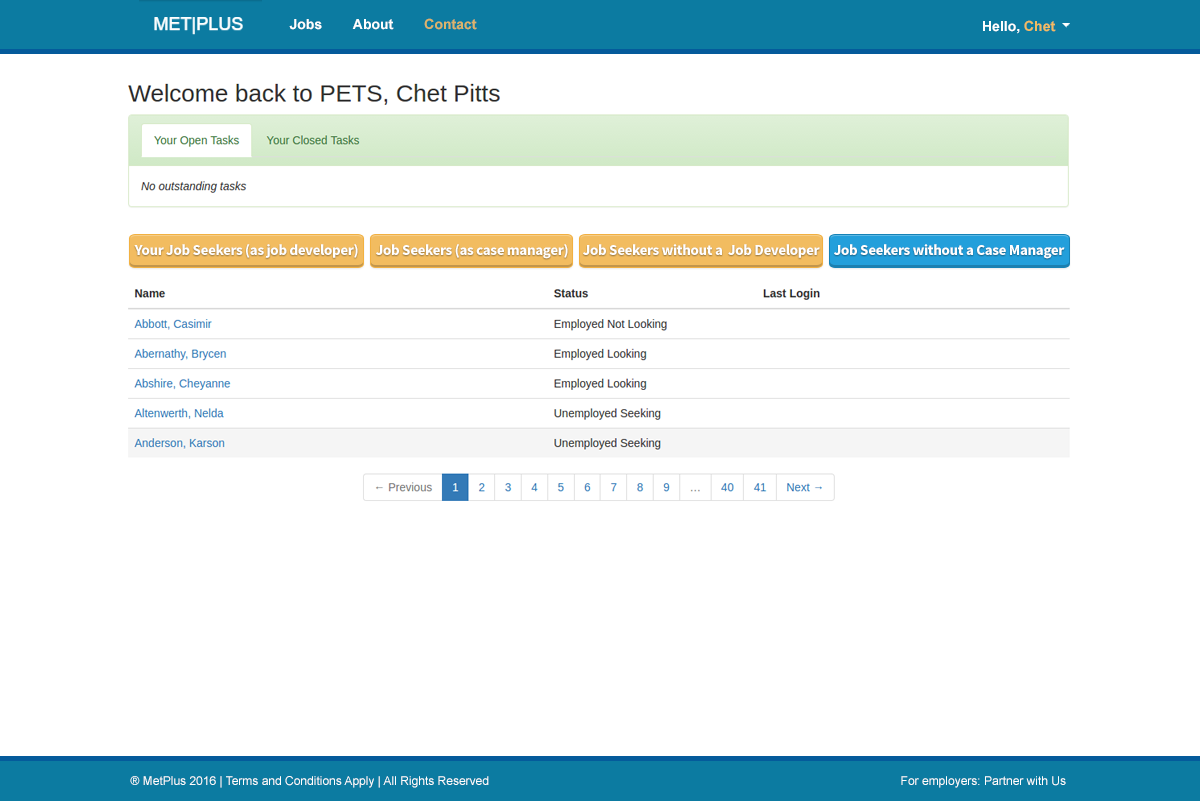 MET|PLUS Jobs About Contact Hello, Chet
Welcome back to PETS, Chet Pitts
Your Open Tasks Your Closed Tasks
No outstanding tasks
Your Job Seekers (as job developer) Job Seekers (as case manager) Job Seekers without a Job Developer Job Seekers without a Case Manager
Name Status Last Login
Abbott, Casimir Employed Not Looking
Abernathy, Brycen Employed Looking
Abshire, Cheyanne Employed Looking
Altenwerth, Nelda Unemployed Seeking
Anderson, Karson Unemployed Seeking
← Previous 1 2 3 4 5 6 7 8 9 … 40 41 Next →
® MetPlus 2016 | Terms and Conditions Apply | All Rights Reserved For employers: Partner with Us